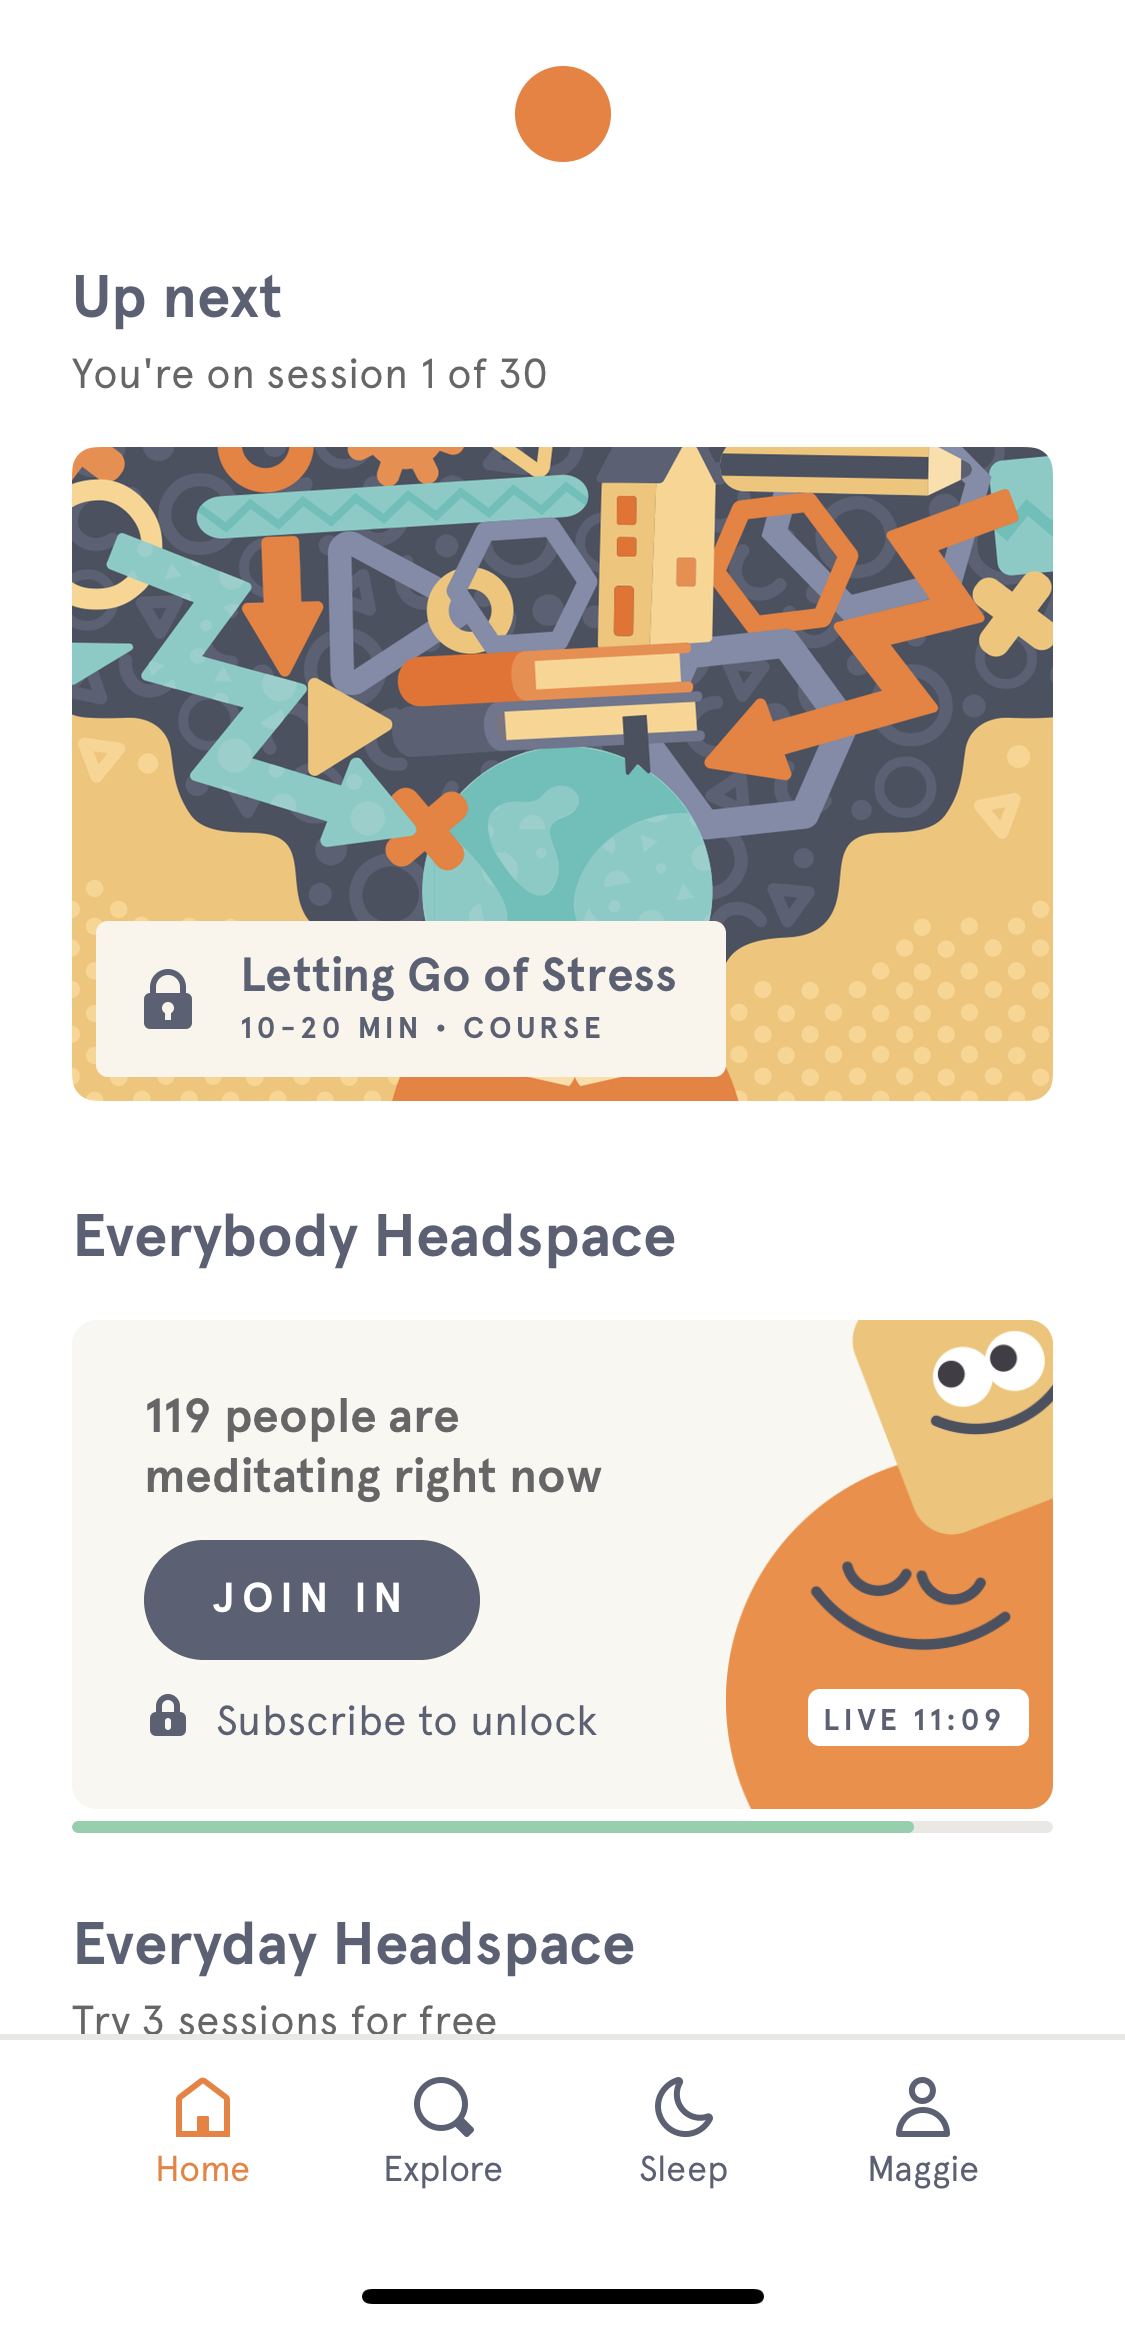 Up next
You're on session 1 of 30
Letting Go of Stress
10-20 MIN • COURSE
Everybody Headspace
119 people are
meditating right now
JOIN IN
Subscribe to unlock
LIVE 11:09
Everyday Headspace
Try 3 sessions for free
Home
Explore
Sleep
Maggie